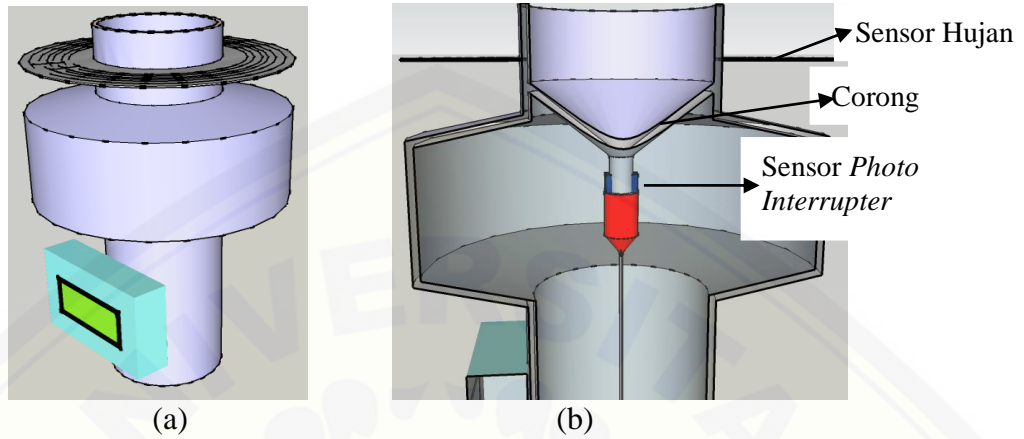 Sensor Hujan
Corong
Sensor Photo
Interrupter
(a)
(b)